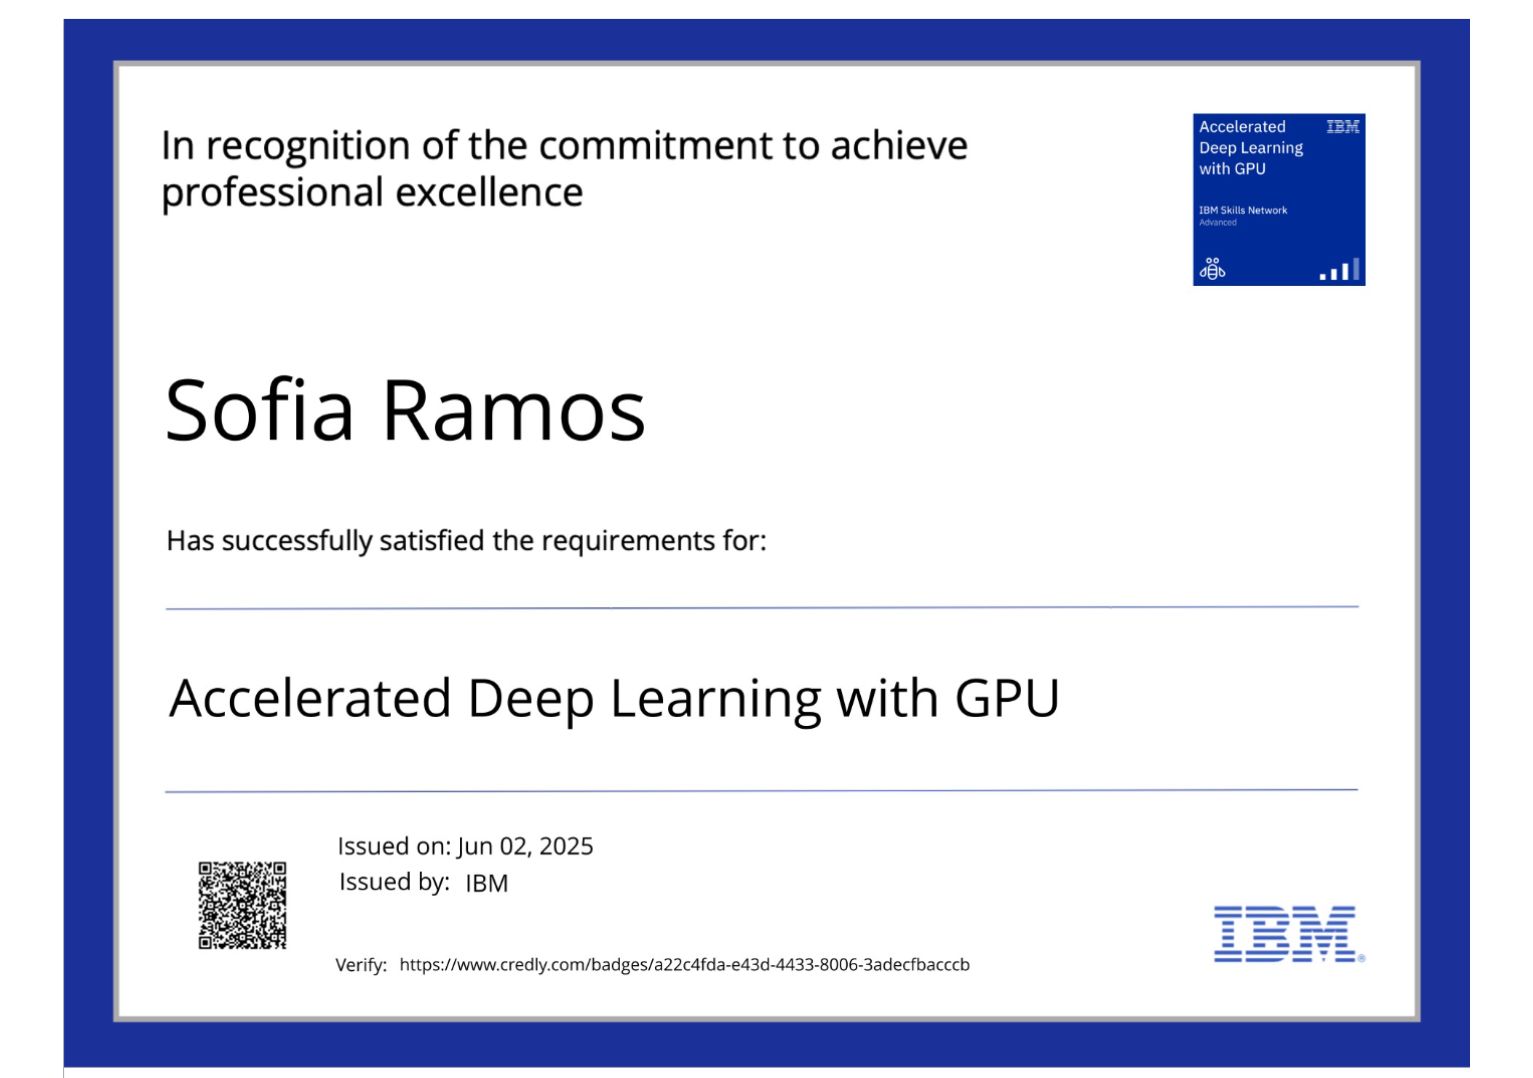 In recognition of the commitment to achieve
professional excellence
Accelerated
Deep Learning
with GPU
IBM
IBM Skills Network
Advanced
Sofia Ramos
Has successfully satisfied the requirements for:
Accelerated Deep Learning with GPU
Issued on: Jun 02, 2025
Issued by: IBM
Verify: https://www.credly.com/badges/a22c4fda-e43d-4433-8006-3adecfbacccb
IBM®